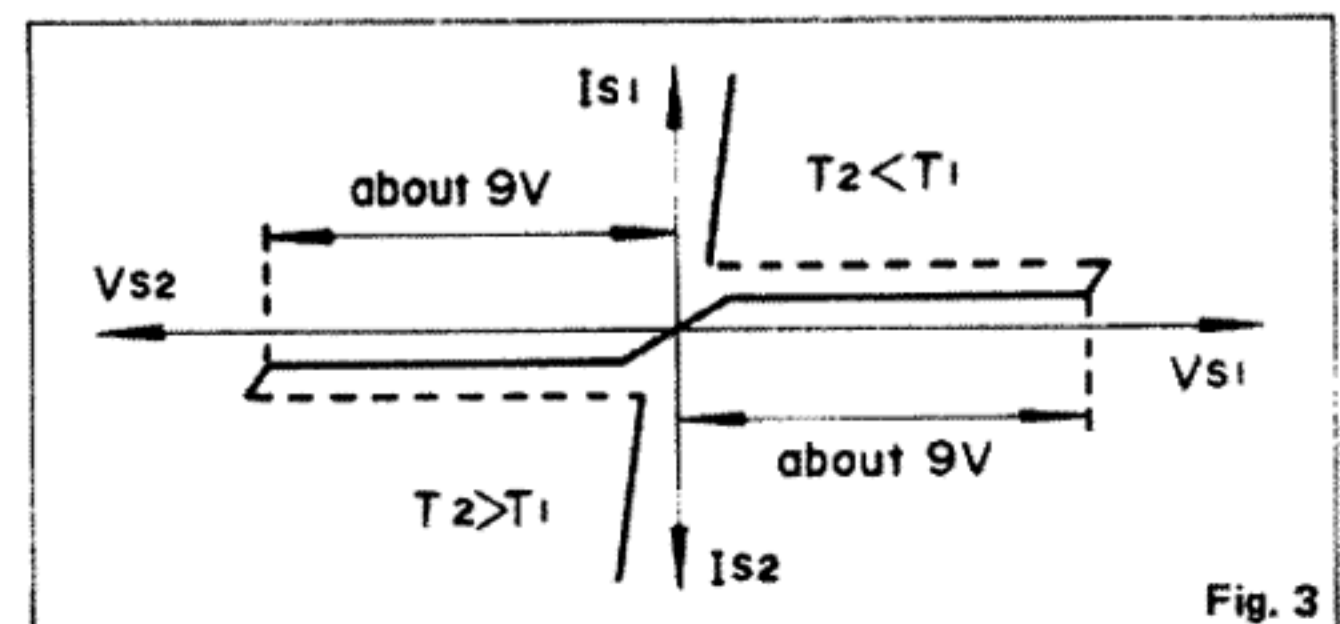 IS1
T2<T1
about 9V
VS2
VS1
about 9V
T2>T1
IS2
Fig. 3